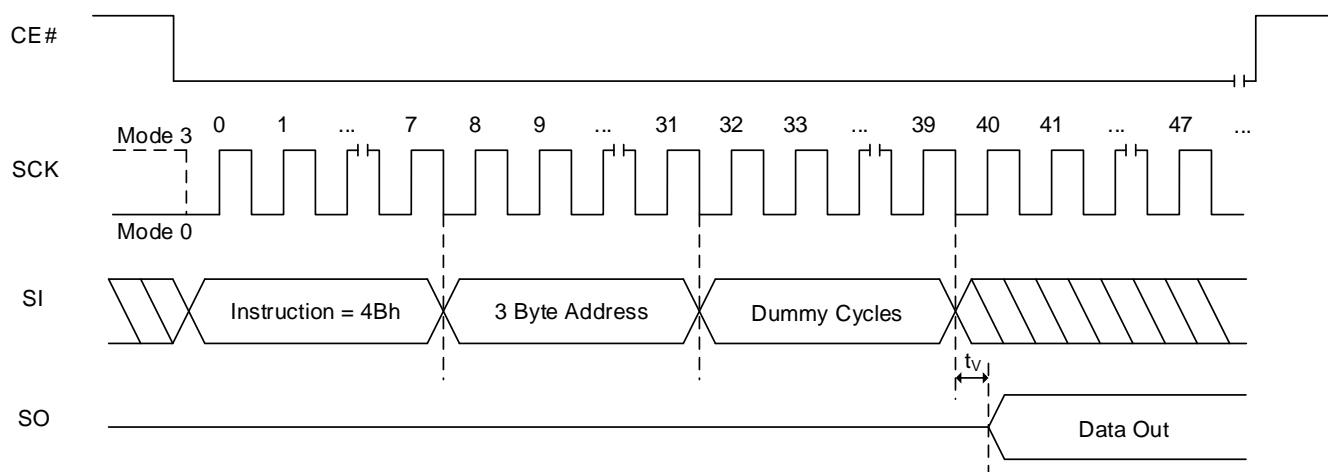 CE#
Mode 3 0 1 ... 7 8 9 ... 31 32 33 ... 39 40 41 ... 47 ...
SCK
Mode 0
SI Instruction = 4Bh 3 Byte Address Dummy Cycles
tV
SO Data Out